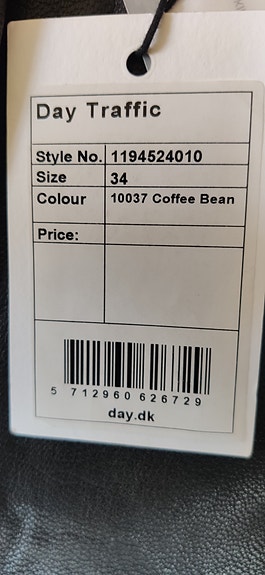 Day Traffic
Style No. 1194524010
Size 34
Colour 10037 Coffee Bean
Price:
5 712960 626729
day.dk